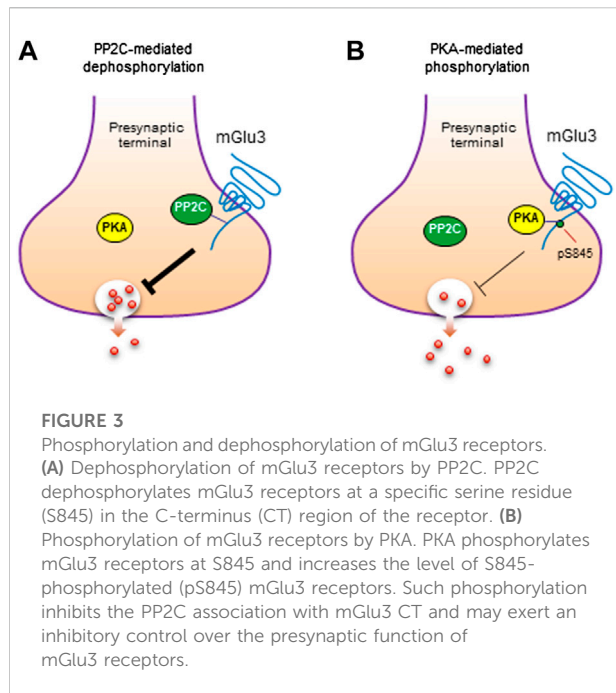 A
PP2C-mediated
dephosphorylation
Presynaptic
terminal
mGlu3
PP2C
PKA
B
PKA-mediated
phosphorylation
Presynaptic
terminal
mGlu3
PKA
PP2C
pS845
FIGURE 3
Phosphorylation and dephosphorylation of mGlu3 receptors.
(A) Dephosphorylation of mGlu3 receptors by PP2C. PP2C
dephosphorylates mGlu3 receptors at a specific serine residue
(S845) in the C-terminus (CT) region of the receptor. (B)
Phosphorylation of mGlu3 receptors by PKA. PKA phosphorylates
mGlu3 receptors at S845 and increases the level of S845-
phosphorylated (pS845) mGlu3 receptors. Such phosphorylation
inhibits the PP2C association with mGlu3 CT and may exert an
inhibitory control over the presynaptic function of
mGlu3 receptors.